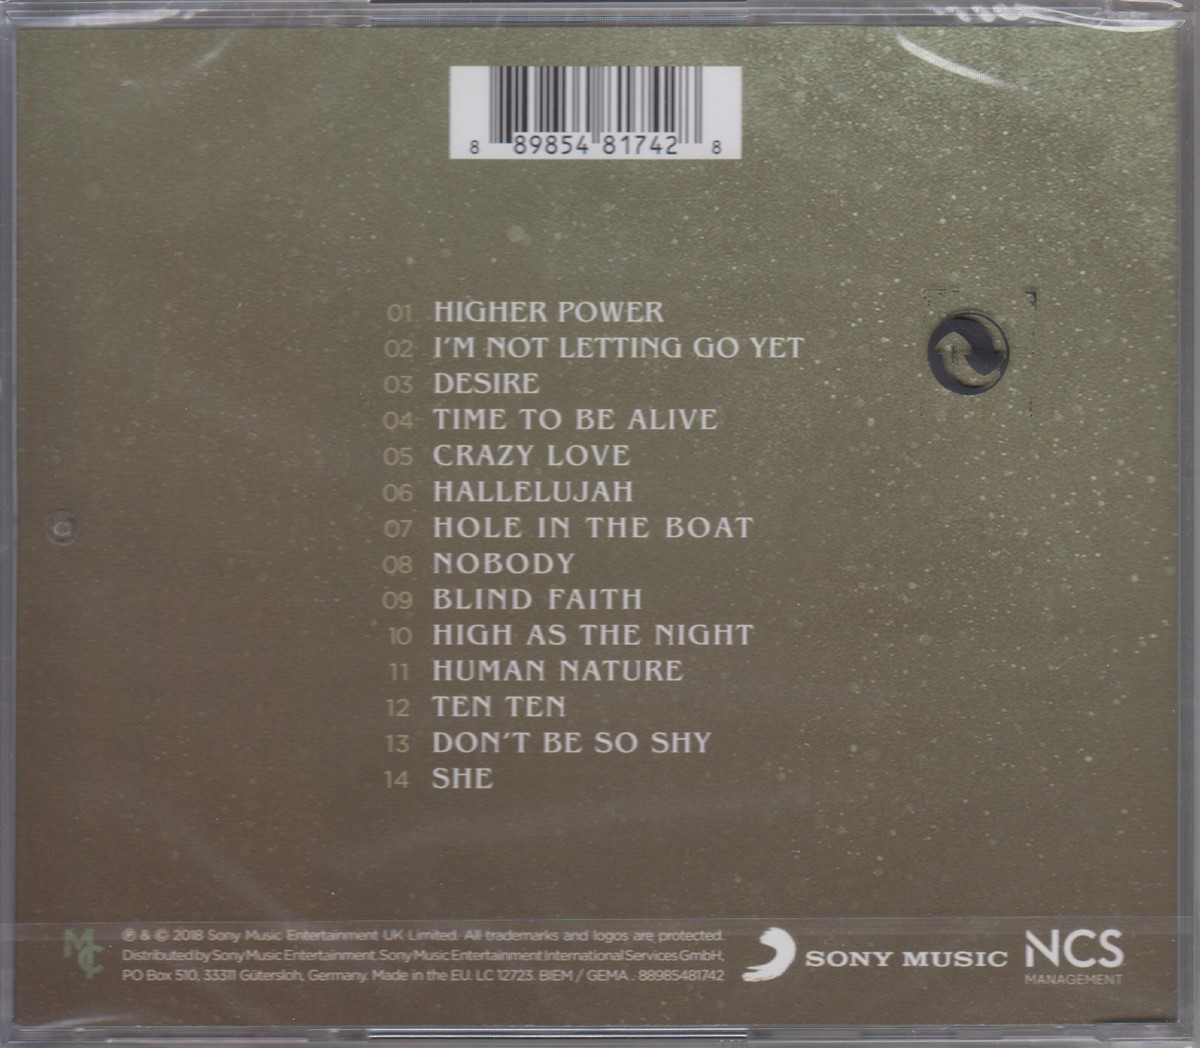 8 89854 81742 8
01 HIGHER POWER
02 I'M NOT LETTING GO YET
03 DESIRE
04 TIME TO BE ALIVE
05 CRAZY LOVE
06 HALLELUJAH
07 HOLE IN THE BOAT
08 NOBODY
09 BLIND FAITH
10 HIGH AS THE NIGHT
11 HUMAN NATURE
12 TEN TEN
13 DON'T BE SO SHY
14 SHE
℗ & © 2018 Sony Music Entertainment UK Limited. All trademarks and logos are protected.
Distributed by Sony Music Entertainment. Sony Music Entertainment International Services GmbH,
PO Box 510, 33311 Gütersloh, Germany. Made in the EU. LC 12723. BIEM / GEMA . 88985481742
SONY MUSIC
NCS
MANAGEMENT